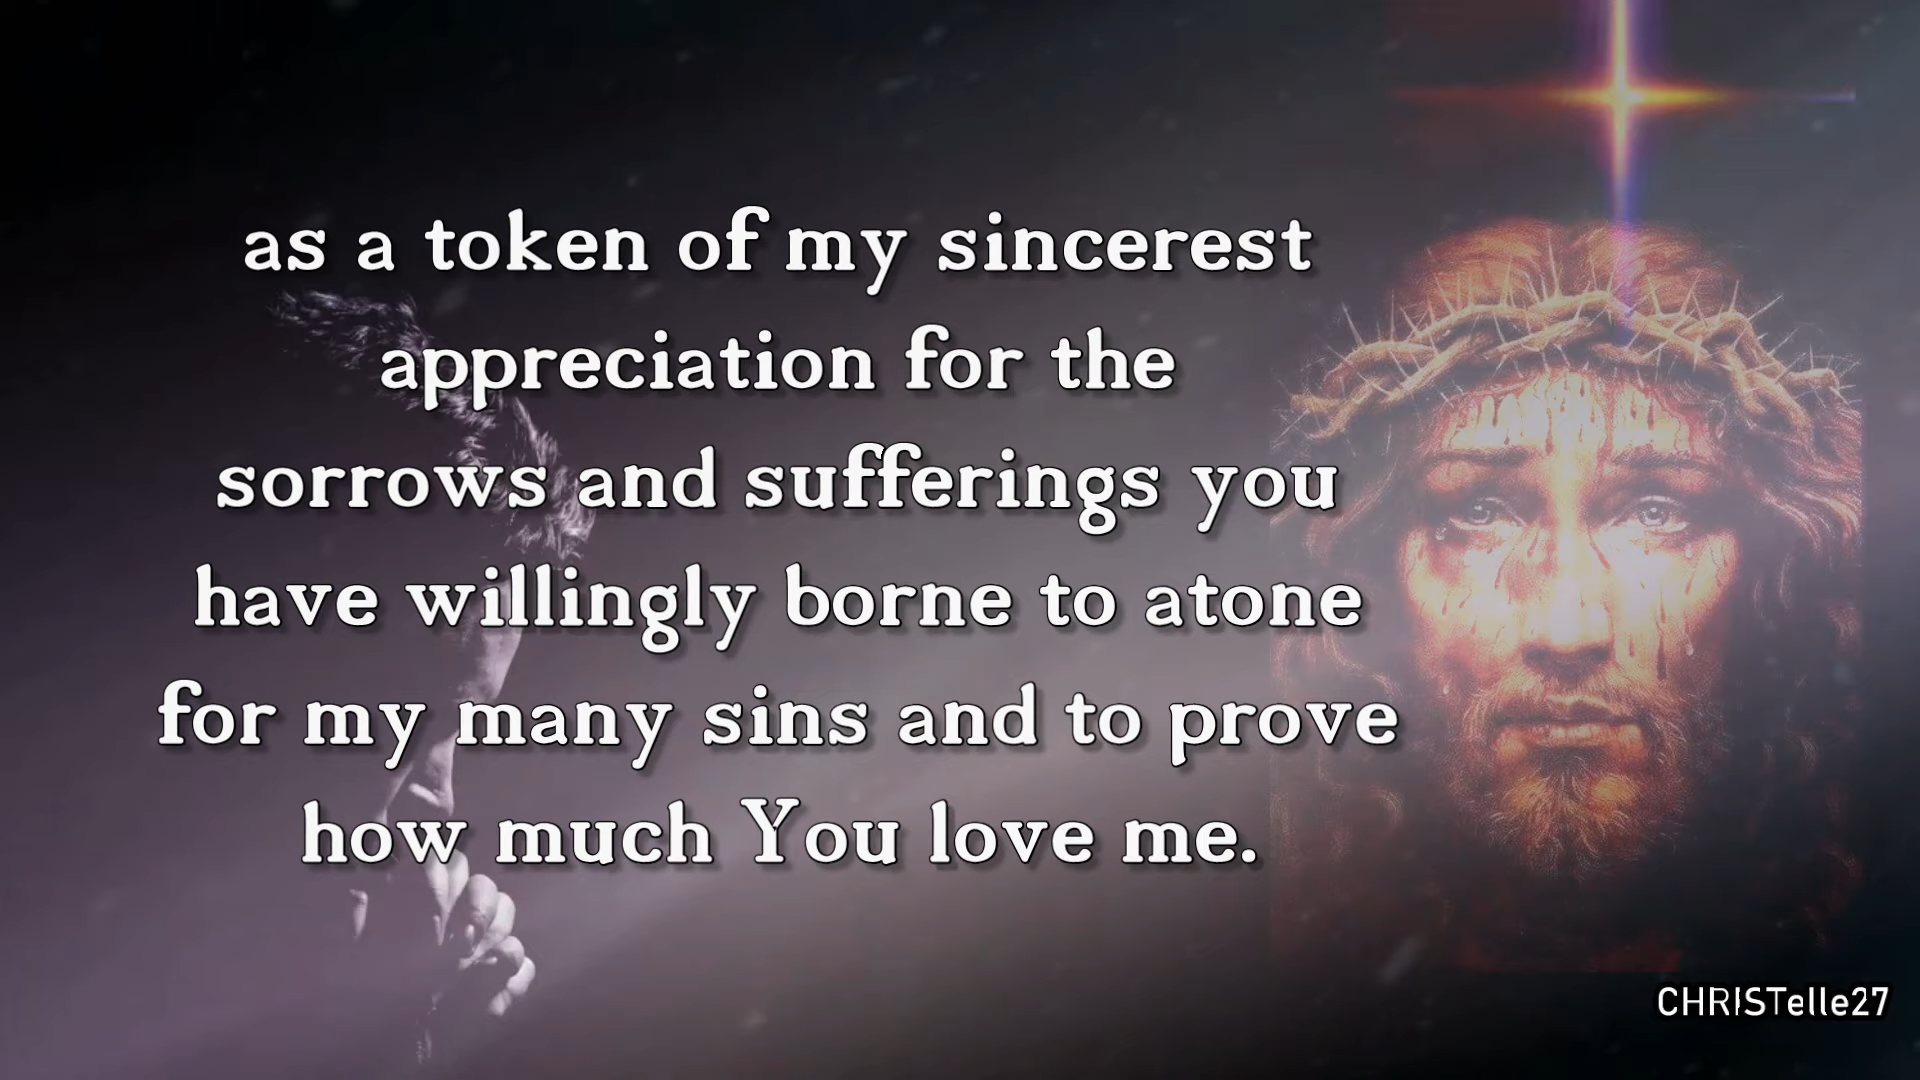 as a token of my sincerest
appreciation for the
sorrows and sufferings you
have willingly borne to atone
for my many sins and to prove
how much You love me.
CHRISTelle27